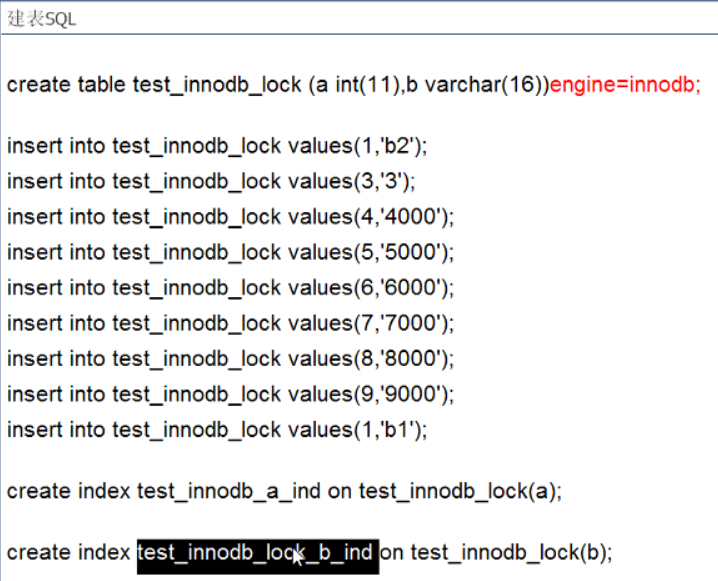 建表SQL
create table test_innodb_lock (a int(11),b varchar(16))engine=innodb;
insert into test_innodb_lock values(1,'b2');
insert into test_innodb_lock values(3,'3');
insert into test_innodb_lock values(4,'4000');
insert into test_innodb_lock values(5,'5000');
insert into test_innodb_lock values(6,'6000');
insert into test_innodb_lock values(7,'7000');
insert into test_innodb_lock values(8,'8000');
insert into test_innodb_lock values(9,'9000');
insert into test_innodb_lock values(1,'b1');
create index test_innodb_a_ind on test_innodb_lock(a);
create index test_innodb_lock_b_ind on test_innodb_lock(b);